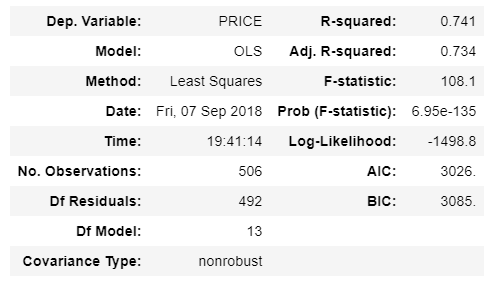 Dep. Variable: PRICE R-squared: 0.741
Model: OLS Adj. R-squared: 0.734
Method: Least Squares F-statistic: 108.1
Date: Fri, 07 Sep 2018 Prob (F-statistic): 6.95e-135
Time: 19:41:14 Log-Likelihood: -1498.8
No. Observations: 506 AIC: 3026.
Df Residuals: 492 BIC: 3085.
Df Model: 13
Covariance Type: nonrobust